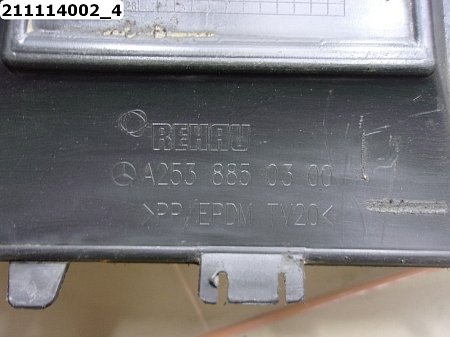 211114002_4
REHAU
A253 885 03 00
>PP/EPDM TV20<